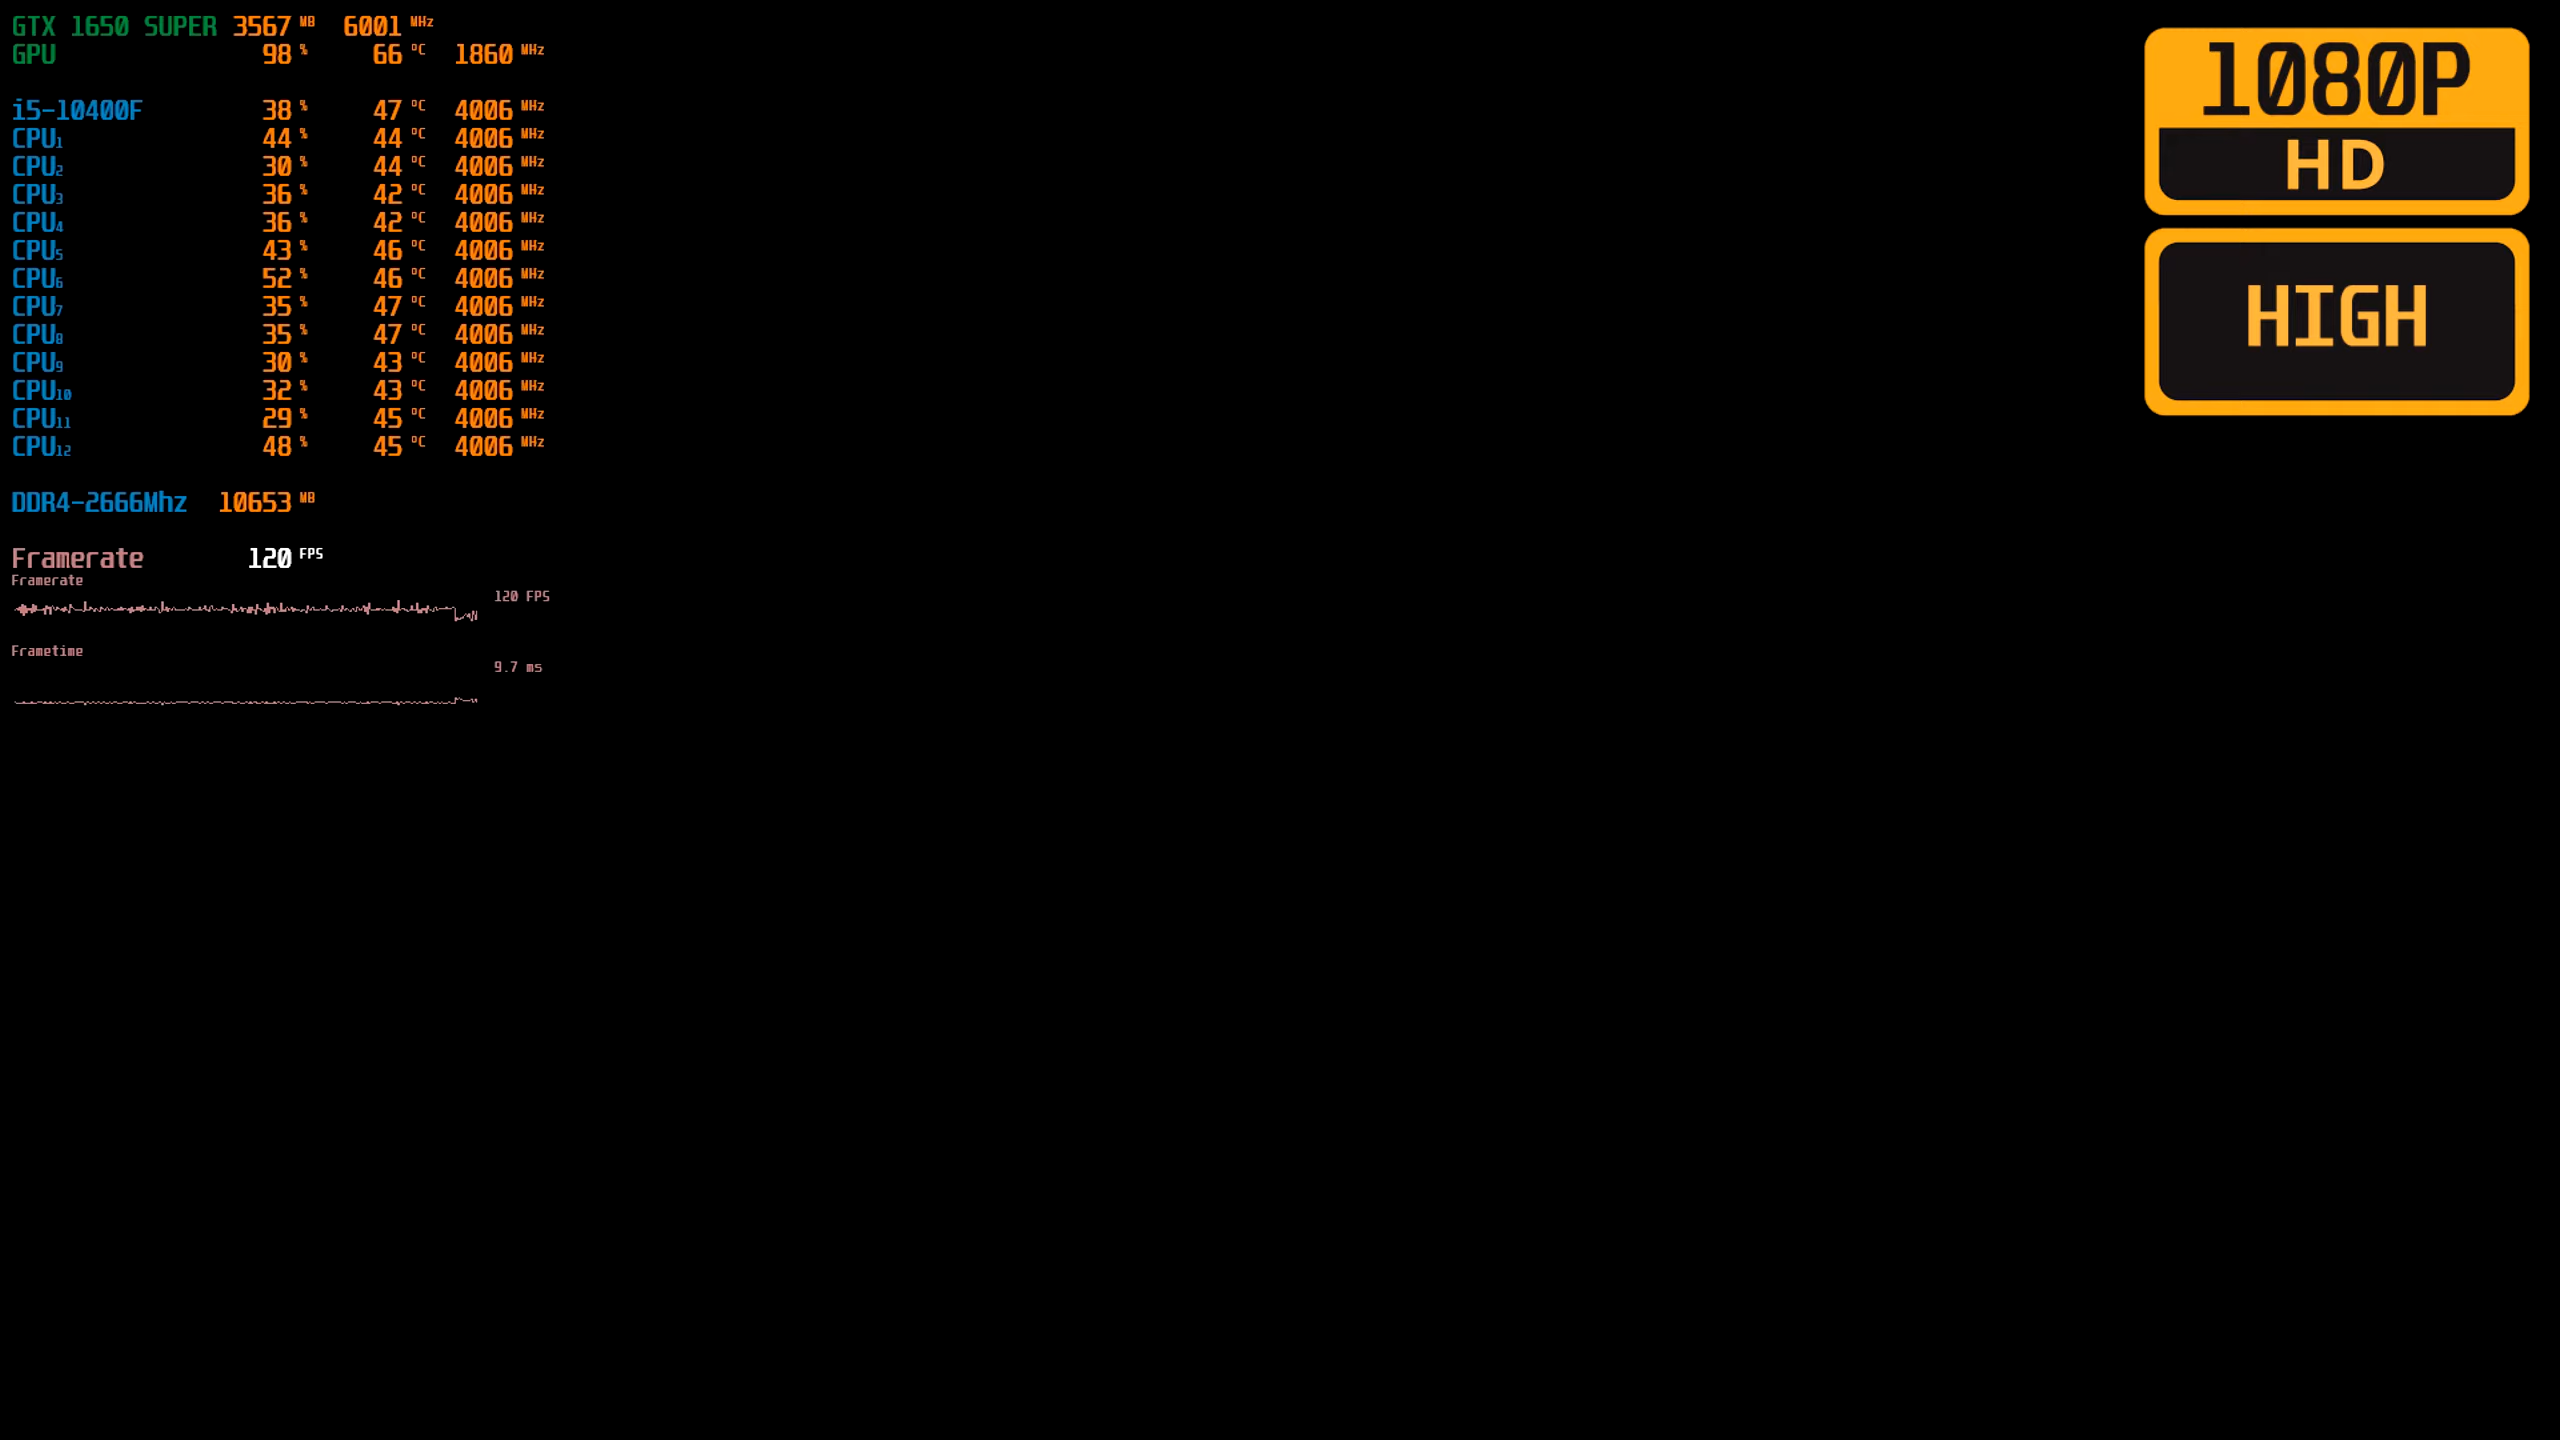 GTX 1650 SUPER 3567 MB 6001 MHz
GPU 98 % 66 °C 1860 MHz
i5-10400F 38 % 47 °C 4006 MHz
CPU1 44 % 44 °C 4006 MHz
CPU2 30 % 44 °C 4006 MHz
CPU3 36 % 42 °C 4006 MHz
CPU4 36 % 42 °C 4006 MHz
CPU5 43 % 46 °C 4006 MHz
CPU6 52 % 46 °C 4006 MHz
CPU7 35 % 47 °C 4006 MHz
CPU8 35 % 47 °C 4006 MHz
CPU9 30 % 43 °C 4006 MHz
CPU10 32 % 43 °C 4006 MHz
CPU11 29 % 45 °C 4006 MHz
CPU12 48 % 45 °C 4006 MHz
DDR4-2666Mhz 10653 MB
Framerate 120 FPS
Framerate
120 FPS
Frametime
9.7 ms
1080P
HD
HIGH